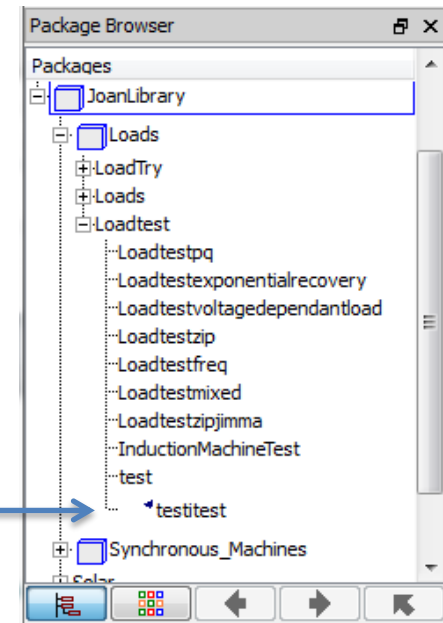 Package Browser
Packages
JoanLibrary
Loads
LoadTry
Loads
Loadtest
Loadtestpq
Loadtestexponentialrecovery
Loadtestvoltagedependantload
Loadtestzip
Loadtestfreq
Loadtestmixed
Loadtestzipjimma
InductionMachineTest
test
testitest
Synchronous_Machines
Solar